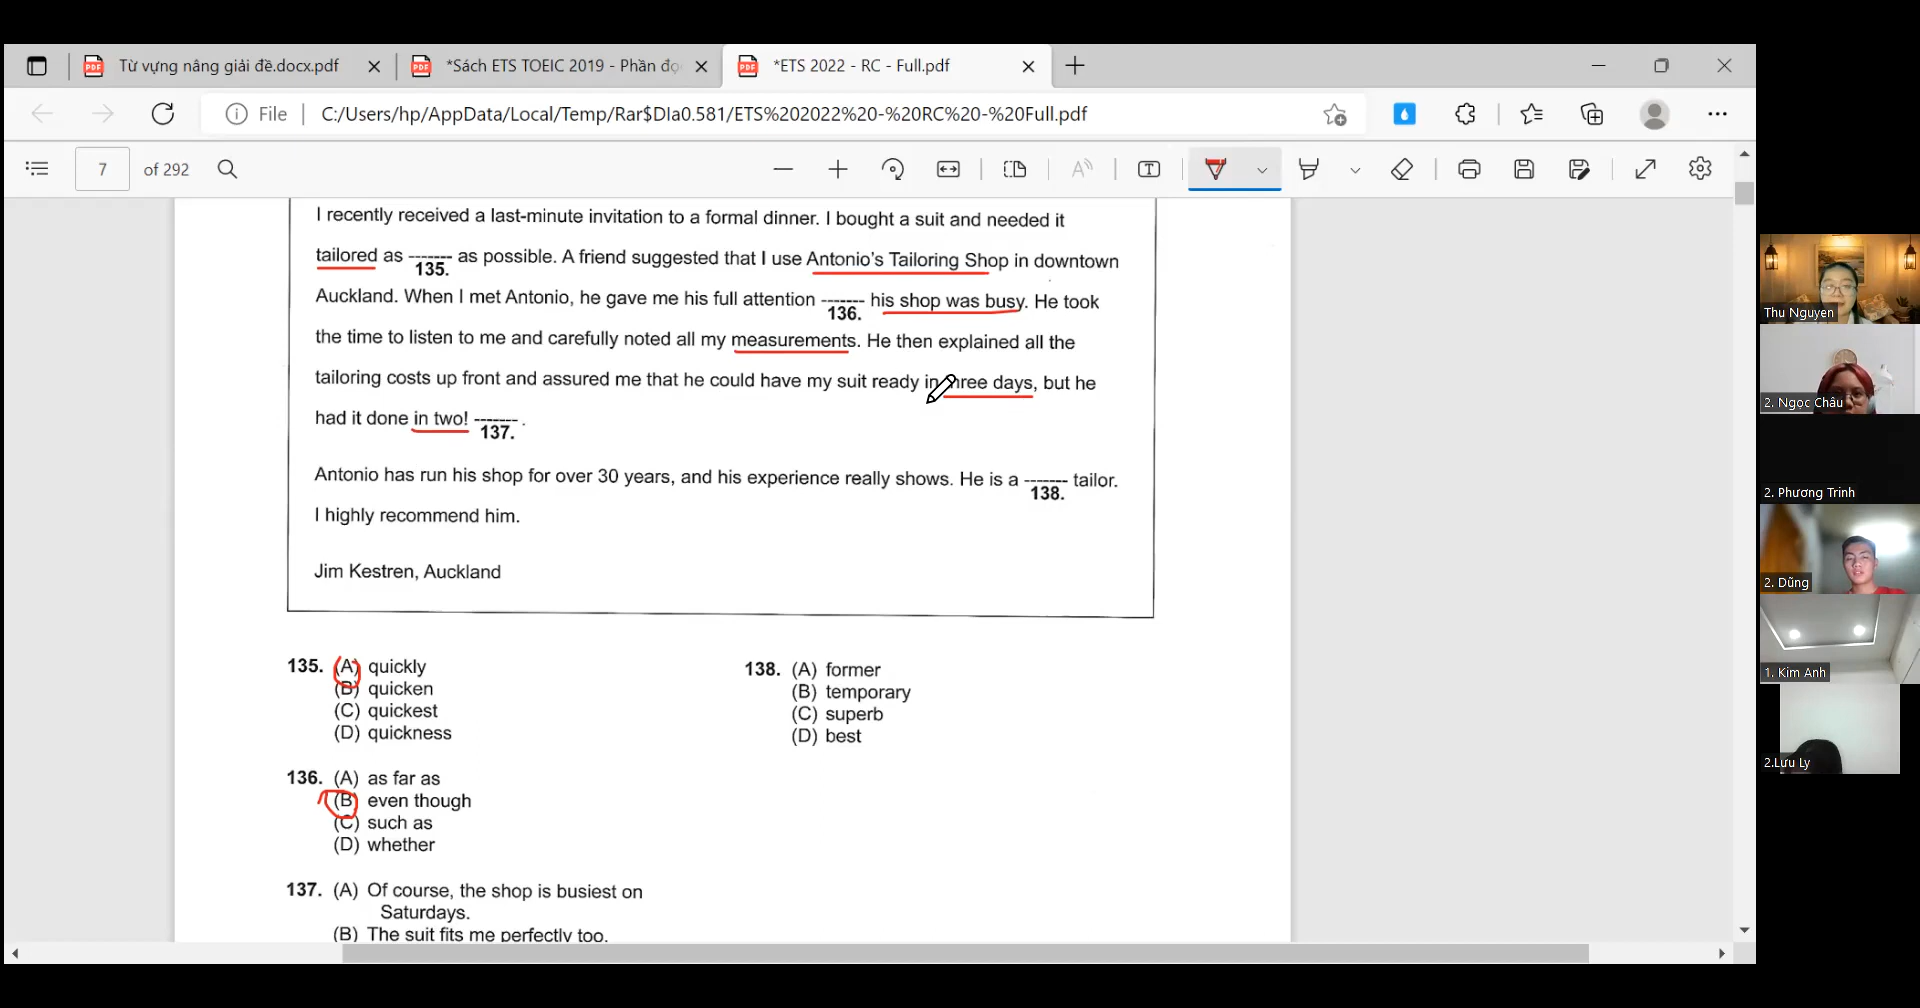 Từ vựng nâng giải đề.docx.pdf
*Sách ETS TOEIC 2019 - Phần đọ
*ETS 2022 - RC - Full.pdf
File
C:/Users/hp/AppData/Local/Temp/Rar$DIa0.581/ETS%202022%20-%20RC%20-%20Full.pdf
7 of 292
I recently received a last-minute invitation to a formal dinner. I bought a suit and needed it
tailored as ------- as possible. A friend suggested that I use Antonio's Tailoring Shop in downtown
135.
Auckland. When I met Antonio, he gave me his full attention ------- his shop was busy. He took
136.
the time to listen to me and carefully noted all my measurements. He then explained all the
tailoring costs up front and assured me that he could have my suit ready in three days, but he
had it done in two! ------- .
137.
Antonio has run his shop for over 30 years, and his experience really shows. He is a ------- tailor.
138.
I highly recommend him.
Jim Kestren, Auckland
135. (A) quickly
(B) quicken
(C) quickest
(D) quickness
136. (A) as far as
(B) even though
(C) such as
(D) whether
137. (A) Of course, the shop is busiest on
Saturdays.
(B) The suit fits me perfectly too.
138. (A) former
(B) temporary
(C) superb
(D) best
Thu Nguyen
2. Ngọc Châu
2. Phương Trinh
2. Dũng
1. Kim Anh
2.Lưu Ly